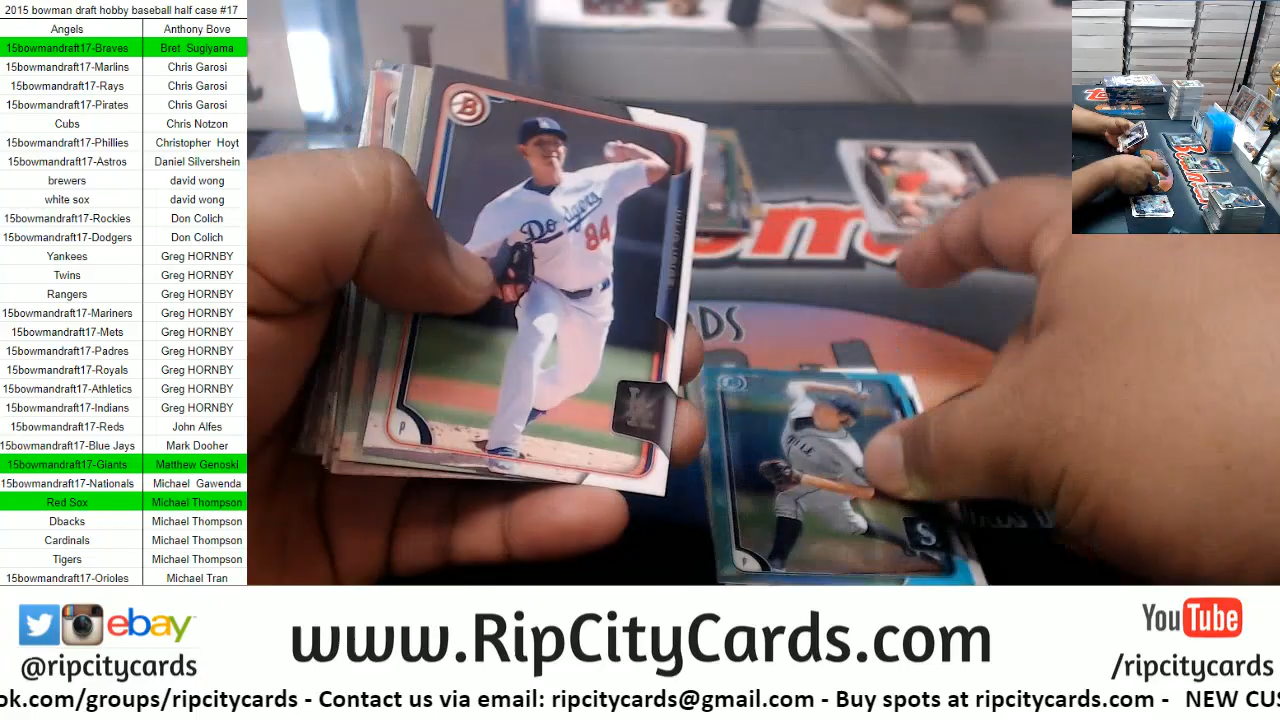 2015 bowman draft hobby baseball half case #17
Angels Anthony Bove
15bowmandraft17-Braves Bret Sugiyama
15bowmandraft17-Marlins Chris Garosi
15bowmandraft17-Rays Chris Garosi
15bowmandraft17-Pirates Chris Garosi
Cubs Chris Notzon
15bowmandraft17-Phillies Christopher Hoyt
15bowmandraft17-Astros Daniel Silvershein
brewers david wong
white sox david wong
15bowmandraft17-Rockies Don Colich
15bowmandraft17-Dodgers Don Colich
Yankees Greg HORNBY
Twins Greg HORNBY
Rangers Greg HORNBY
15bowmandraft17-Mariners Greg HORNBY
15bowmandraft17-Mets Greg HORNBY
15bowmandraft17-Padres Greg HORNBY
15bowmandraft17-Royals Greg HORNBY
15bowmandraft17-Athletics Greg HORNBY
15bowmandraft17-Indians Greg HORNBY
15bowmandraft17-Reds John Alfes
15bowmandraft17-Blue Jays Mark Dooher
15bowmandraft17-Giants Matthew Genoski
15bowmandraft17-Nationals Michael Gawenda
Red Sox Michael Thompson
Dbacks Michael Thompson
Cardinals Michael Thompson
Tigers Michael Thompson
15bowmandraft17-Orioles Michael Tran
B
Dodgers
84
P
P
S
ebay
@ripcitycards
www.RipCityCards.com
YouTube
/ripcitycards
ok.com/groups/ripcitycards - Contact us via email: ripcitycards@gmail.com - Buy spots at ripcitycards.com - NEW CUS